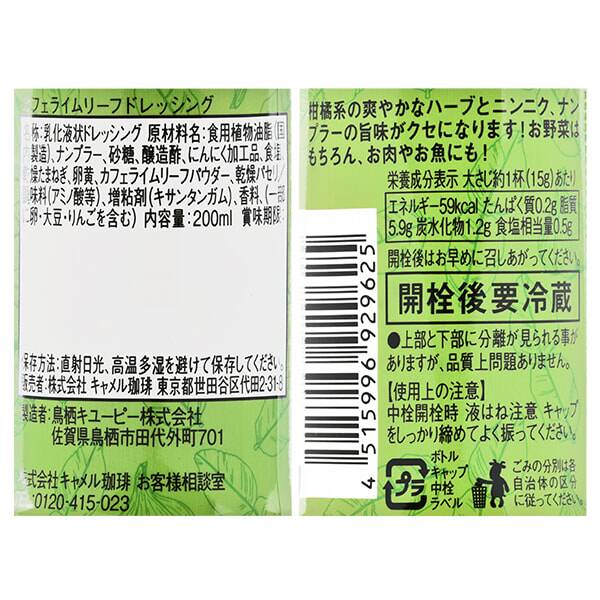 フェライムリーフドレッシング
称:乳化液状ドレッシング 原材料名:食用植物油脂(国
製造)、ナンプラー、砂糖、醸造酢、にんにく加工品、食塩、
乾燥たまねぎ、卵黄、カフェライムリーフパウダー、乾燥パセリ/
調味料(アミノ酸等)、増粘剤(キサンタンガム)、香料、(一部に
卵・大豆・りんごを含む) 内容量:200ml 賞味期限
保存方法:直射日光、高温多湿を避けて保存してください。
販売者:株式会社 キャメル珈琲 東京都世田谷区代田2-31-8
製造者:鳥栖キユーピー株式会社
佐賀県鳥栖市田代外町701
式会社キャメル珈琲 お客様相談室
0120-415-023
柑橘系の爽やかなハーブとニンニク、ナン
プラーの旨味がクセになります!お野菜は
もちろん、お肉やお魚にも!
栄養成分表示 大さじ約1杯(15g)あたり
エネルギー59kcal たんぱく質0.2g 脂質
5.9g 炭水化物1.2g 食塩相当量0.5g
開栓後はお早めに召しあがってください。
開栓後要冷蔵
●上部と下部に分離が見られる事が
ありますが、品質上問題ありません。
【使用上の注意】
中栓開栓時 液はね注意 キャップ
をしっかり締めてよく振ってください。
プラ
ボトル
キャップ
中栓
ラベル
ごみの分別は各
自治体の区分
に従ってください。
4 515996 929625